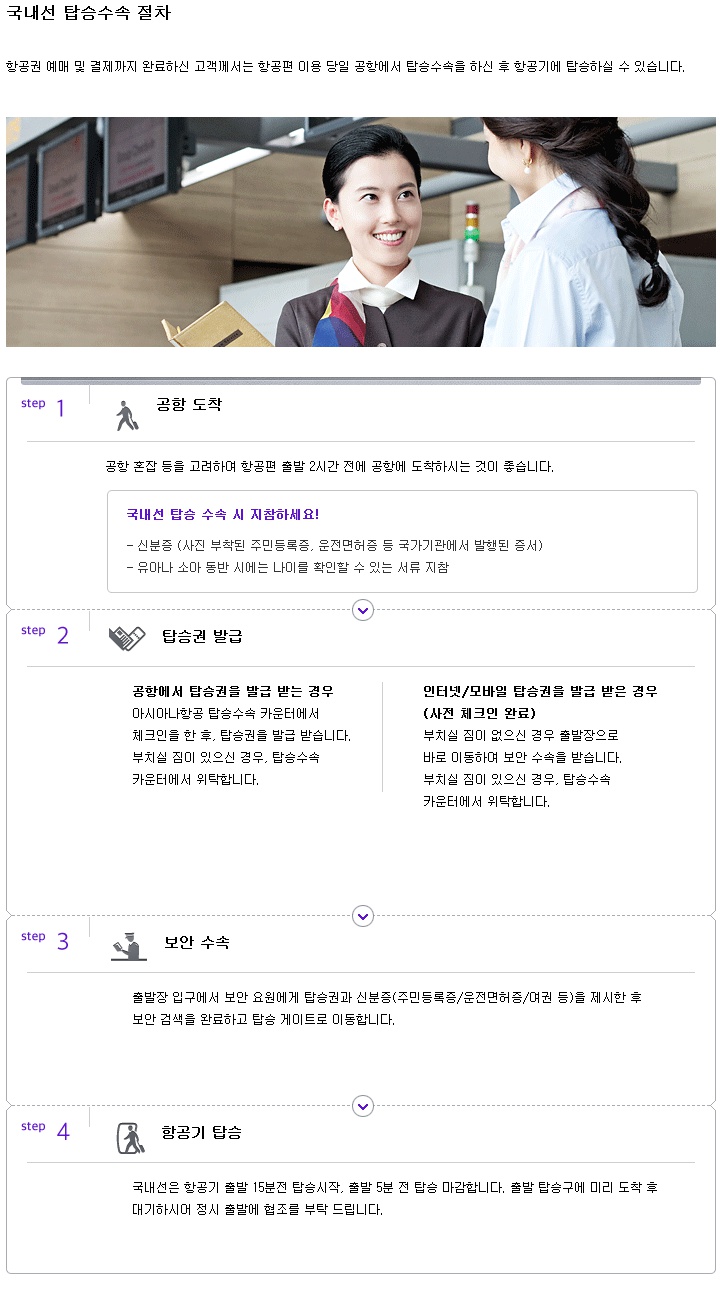 국내선 탑승수속 절차
항공권 예매 및 결제까지 완료하신 고객께서는 항공편 이용 당일 공항에서 탑승수속을 하신 후 항공기에 탑승하실 수 있습니다.
step 1 공항 도착
공항 혼잡 등을 고려하여 항공편 출발 2시간 전에 공항에 도착하시는 것이 좋습니다.
국내선 탑승 수속 시 지참하세요!
- 신분증 (사진 부착된 주민등록증, 운전면허증 등 국가기관에서 발행된 증서)
- 유아나 소아 동반 시에는 나이를 확인할 수 있는 서류 지참
step 2 탑승권 발급
공항에서 탑승권을 발급 받는 경우
아시아나항공 탑승수속 카운터에서
체크인을 한 후, 탑승권을 발급 받습니다.
부치실 짐이 있으신 경우, 탑승수속
카운터에서 위탁합니다.
인터넷/모바일 탑승권을 발급 받은 경우
(사전 체크인 완료)
부치실 짐이 없으신 경우 출발장으로
바로 이동하여 보안 수속을 받습니다.
부치실 짐이 있으신 경우, 탑승수속
카운터에서 위탁합니다.
step 3 보안 수속
출발장 입구에서 보안 요원에게 탑승권과 신분증(주민등록증/운전면허증/여권 등)을 제시한 후
보안 검색을 완료하고 탑승 게이트로 이동합니다.
step 4 항공기 탑승
국내선은 항공기 출발 15분전 탑승시작, 출발 5분 전 탑승 마감합니다. 출발 탑승구에 미리 도착 후
대기하시어 정시 출발에 협조를 부탁 드립니다.